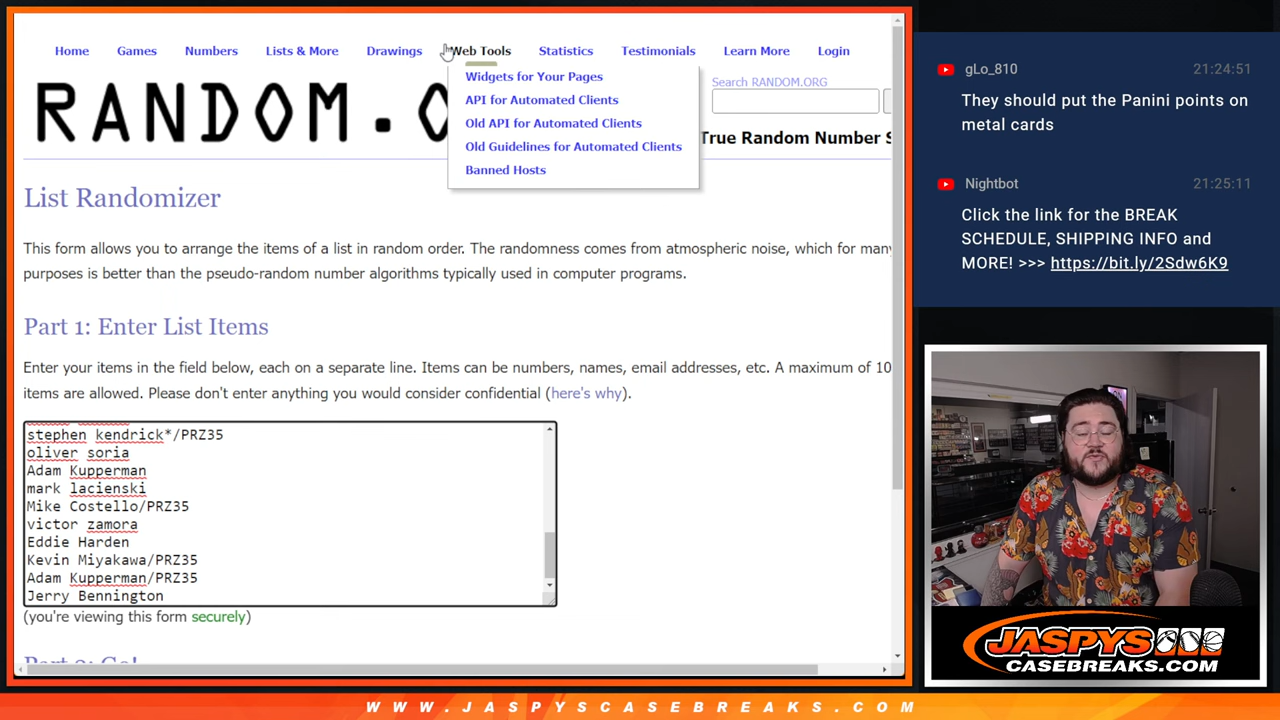 Home Games Numbers Lists & More Drawings Web Tools Statistics Testimonials Learn More Login
Widgets for Your Pages
API for Automated Clients
Old API for Automated Clients
Old Guidelines for Automated Clients
Banned Hosts
Search RANDOM.ORG
RANDOM.O
True Random Number S
List Randomizer
This form allows you to arrange the items of a list in random order. The randomness comes from atmospheric noise, which for many
purposes is better than the pseudo-random number algorithms typically used in computer programs.
Part 1: Enter List Items
Enter your items in the field below, each on a separate line. Items can be numbers, names, email addresses, etc. A maximum of 10
items are allowed. Please don't enter anything you would consider confidential (here's why).
stephen kendrick*/PRZ35
oliver soria
Adam Kupperman
mark lacienski
Mike Costello/PRZ35
victor zamora
Eddie Harden
Kevin Miyakawa/PRZ35
Adam Kupperman/PRZ35
Jerry Bennington
(you're viewing this form securely)
Part 2: Go!
gLo_810 21:24:51
They should put the Panini points on
metal cards
Nightbot 21:25:11
Click the link for the BREAK
SCHEDULE, SHIPPING INFO and
MORE! >>> https://bit.ly/2Sdw6K9
JASPYS
CASEBREAKS.COM
WWW.JASPYSCASEBREAKS.COM